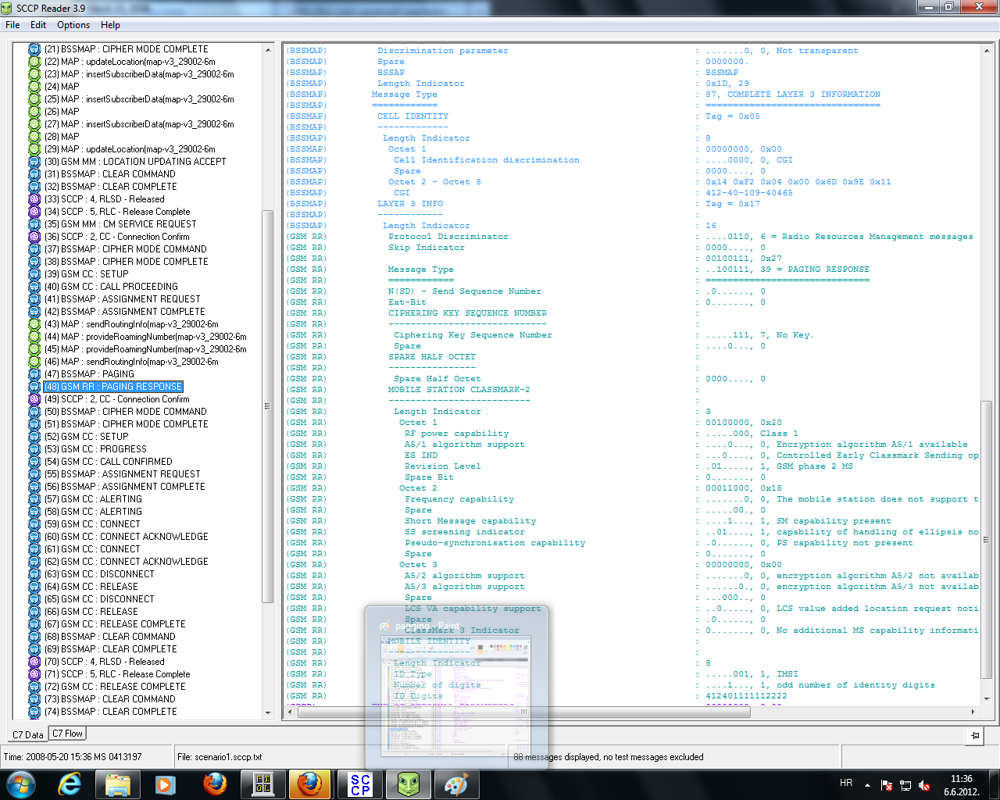 SCCP Reader 3.9
File Edit Options Help
(21) BSSMAP : CIPHER MODE COMPLETE
(22) MAP : updateLocation(map-v3_29002-6m
(23) MAP : insertSubscriberData(map-v3_29002-6m
(24) MAP
(25) MAP : insertSubscriberData(map-v3_29002-6m
(26) MAP
(27) MAP : insertSubscriberData(map-v3_29002-6m
(28) MAP
(29) MAP : updateLocation(map-v3_29002-6m
(30) GSM MM : LOCATION UPDATING ACCEPT
(31) BSSMAP : CLEAR COMMAND
(32) BSSMAP : CLEAR COMPLETE
(33) SCCP : 4, RLSD - Released
(34) SCCP : 5, RLC - Release Complete
(35) GSM MM : CM SERVICE REQUEST
(36) SCCP : 2, CC - Connection Confirm
(37) BSSMAP : CIPHER MODE COMMAND
(38) BSSMAP : CIPHER MODE COMPLETE
(39) GSM CC : SETUP
(40) GSM CC : CALL PROCEEDING
(41) BSSMAP : ASSIGNMENT REQUEST
(42) BSSMAP : ASSIGNMENT COMPLETE
(43) MAP : sendRoutingInfo(map-v3_29002-6m
(44) MAP : provideRoamingNumber(map-v3_29002-6m
(45) MAP : provideRoamingNumber(map-v3_29002-6m
(46) MAP : sendRoutingInfo(map-v3_29002-6m
(47) BSSMAP : PAGING
(48) GSM RR : PAGING RESPONSE
(49) SCCP : 2, CC - Connection Confirm
(50) BSSMAP : CIPHER MODE COMMAND
(51) BSSMAP : CIPHER MODE COMPLETE
(52) GSM CC : SETUP
(53) GSM CC : PROGRESS
(54) GSM CC : CALL CONFIRMED
(55) BSSMAP : ASSIGNMENT REQUEST
(56) BSSMAP : ASSIGNMENT COMPLETE
(57) GSM CC : ALERTING
(58) GSM CC : ALERTING
(59) GSM CC : CONNECT
(60) GSM CC : CONNECT ACKNOWLEDGE
(61) GSM CC : CONNECT
(62) GSM CC : CONNECT ACKNOWLEDGE
(63) GSM CC : DISCONNECT
(64) GSM CC : RELEASE
(65) GSM CC : DISCONNECT
(66) GSM CC : RELEASE
(67) GSM CC : RELEASE COMPLETE
(68) BSSMAP : CLEAR COMMAND
(69) BSSMAP : CLEAR COMPLETE
(70) SCCP : 4, RLSD - Released
(71) SCCP : 5, RLC - Release Complete
(72) GSM CC : RELEASE COMPLETE
(73) BSSMAP : CLEAR COMMAND
(74) BSSMAP : CLEAR COMPLETE
(BSSMAP) Discrimination parameter : .......0, 0, Not transparent
(BSSMAP) Spare : 0000000.
(BSSMAP) BSSAP : BSSMAP
(BSSMAP) Length Indicator : 0x1D, 29
(BSSMAP) Message Type : 87, COMPLETE LAYER 3 INFORMATION
(BSSMAP) ============ : ================================
(BSSMAP) CELL IDENTITY : Tag = 0x05
(BSSMAP) ------------- :
(BSSMAP) Length Indicator : 8
(BSSMAP) Octet 1 : 00000000, 0x00
(BSSMAP) Cell Identification discrimination : ....0000, 0, CGI
(BSSMAP) Spare : 0000...., 0
(BSSMAP) Octet 2 - Octet 8 : 0x14 0xF2 0x04 0x00 0x6D 0x9E 0x11
(BSSMAP) CGI : 412-40-109-40465
(BSSMAP) LAYER 3 INFO : Tag = 0x17
(BSSMAP) ------------ :
(BSSMAP) Length Indicator : 16
(GSM RR) Protocol Discriminator : ....0110, 6 = Radio Resources Management messages
(GSM RR) Skip Indicator : 0000...., 0
(GSM RR) : 00100111, 0x27
(GSM RR) Message Type : ..100111, 39 = PAGING RESPONSE
(GSM RR) ============ : ==============================
(GSM RR) N(SD) - Send Sequence Number : .0......, 0
(GSM RR) Ext-Bit : 0......., 0
(GSM RR) CIPHERING KEY SEQUENCE NUMBER :
(GSM RR) ----------------------------- :
(GSM RR) Ciphering Key Sequence Number : .....111, 7, No Key.
(GSM RR) Spare : ....0..., 0
(GSM RR) SPARE HALF OCTET :
(GSM RR) ---------------- :
(GSM RR) Spare Half Octet : 0000...., 0
(GSM RR) MOBILE STATION CLASSMARK-2 :
(GSM RR) -------------------------- :
(GSM RR) Length Indicator : 3
(GSM RR) Octet 1 : 00100000, 0x20
(GSM RR) RF power capability : .....000, Class 1
(GSM RR) A5/1 algorithm support : ....0..., 0, Encryption algorithm A5/1 available
(GSM RR) ES IND : ...0...., 0, Controlled Early Classmark Sending op
(GSM RR) Revision Level : .01....., 1, GSM phase 2 MS
(GSM RR) Spare Bit : 0......., 0
(GSM RR) Octet 2 : 00011000, 0x18
(GSM RR) Frequency capability : .......0, 0, The mobile station does not support t
(GSM RR) Spare : .....00., 0
(GSM RR) Short Message capability : ....1..., 1, SM capability present
(GSM RR) SS screening indicator : ..01...., 1, capability of handling of ellipsis no
(GSM RR) Pseudo-synchronisation capability : .0......, 0, PS capability not present
(GSM RR) Spare : 0......., 0
(GSM RR) Octet 3 : 00000000, 0x00
(GSM RR) A5/2 algorithm support : .......0, 0, encryption algorithm A5/2 not availab
(GSM RR) A5/3 algorithm support : ......0., 0, encryption algorithm A5/3 not availab
(GSM RR) Spare : ...000.., 0
(GSM RR) LCS VA capability support : ..0....., 0, LCS value added location request noti
(GSM RR) Spare : .0......, 0
(GSM RR) ClassMark 3 Indicator : 0......., 0, No additional MS capability informati
(GSM RR) MOBILE IDENTITY :
(GSM RR) --------------- :
(GSM RR) Length Indicator : 8
(GSM RR) ID Type : .....001, 1, IMSI
(GSM RR) Number of digits : ....1..., 1, odd number of identity digits
(GSM RR) ID Digits : 412401111112222
pagging - Paint
C7 Data C7 Flow
Time: 2008-05-20 15:36 MS 0413197 File: scenario1.sccp.txt 88 messages displayed, no test messages excluded
SCCP
HR
11:36
6.6.2012.